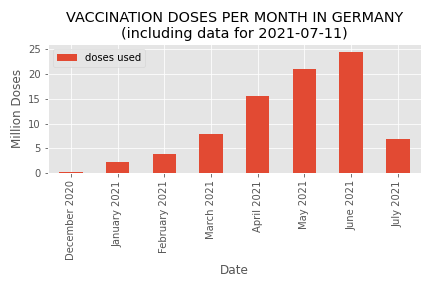 VACCINATION DOSES PER MONTH IN GERMANY
(including data for 2021-07-11)
doses used
Million Doses
25
20
15
10
5
0
December 2020
January 2021
February 2021
March 2021
April 2021
May 2021
June 2021
July 2021
Date